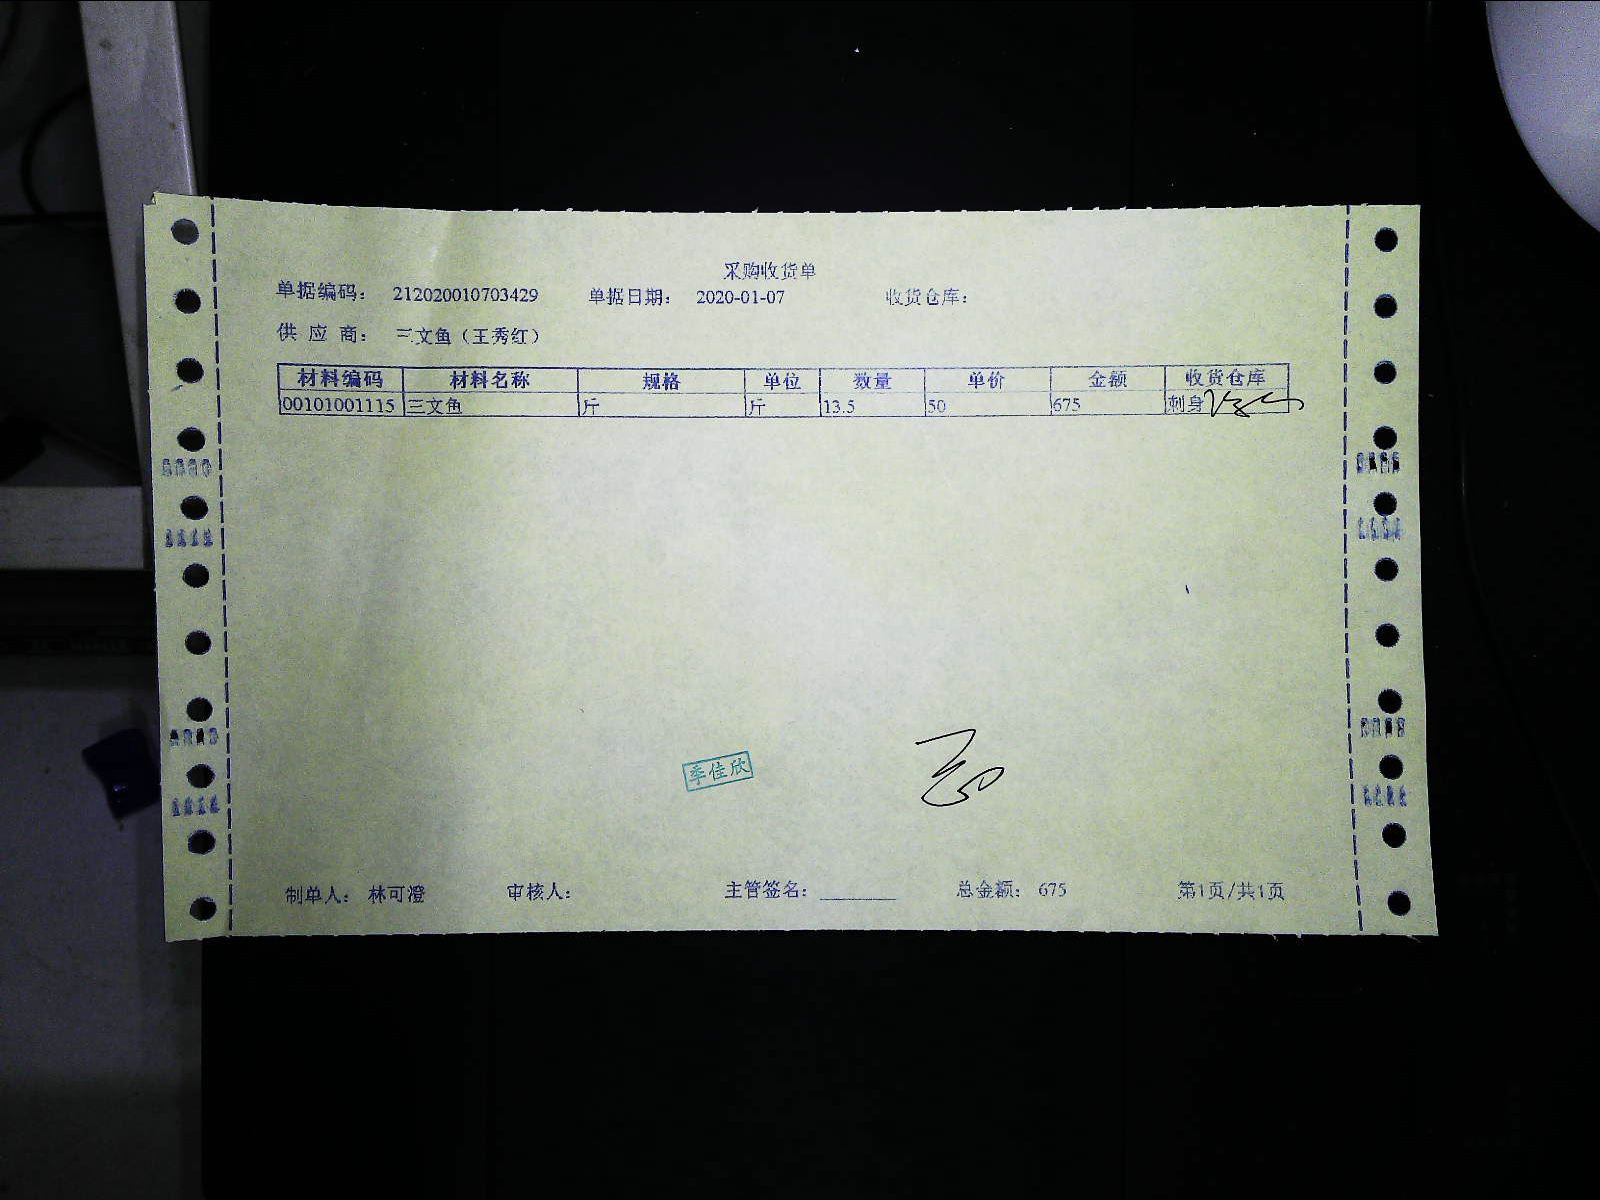 采购收货单
单据编码： 212020010703429 单据日期： 2020-01-07 收货仓库：
供 应 商： 三文鱼（王秀红）
材料编码 材料名称 规格 单位 数量 单价 金额 收货仓库
00101001115 三文鱼 斤 斤 13.5 50 675 刺身
季佳欣
制单人： 林可澄 审核人： 主管签名： 总金额： 675 第1页/共1页